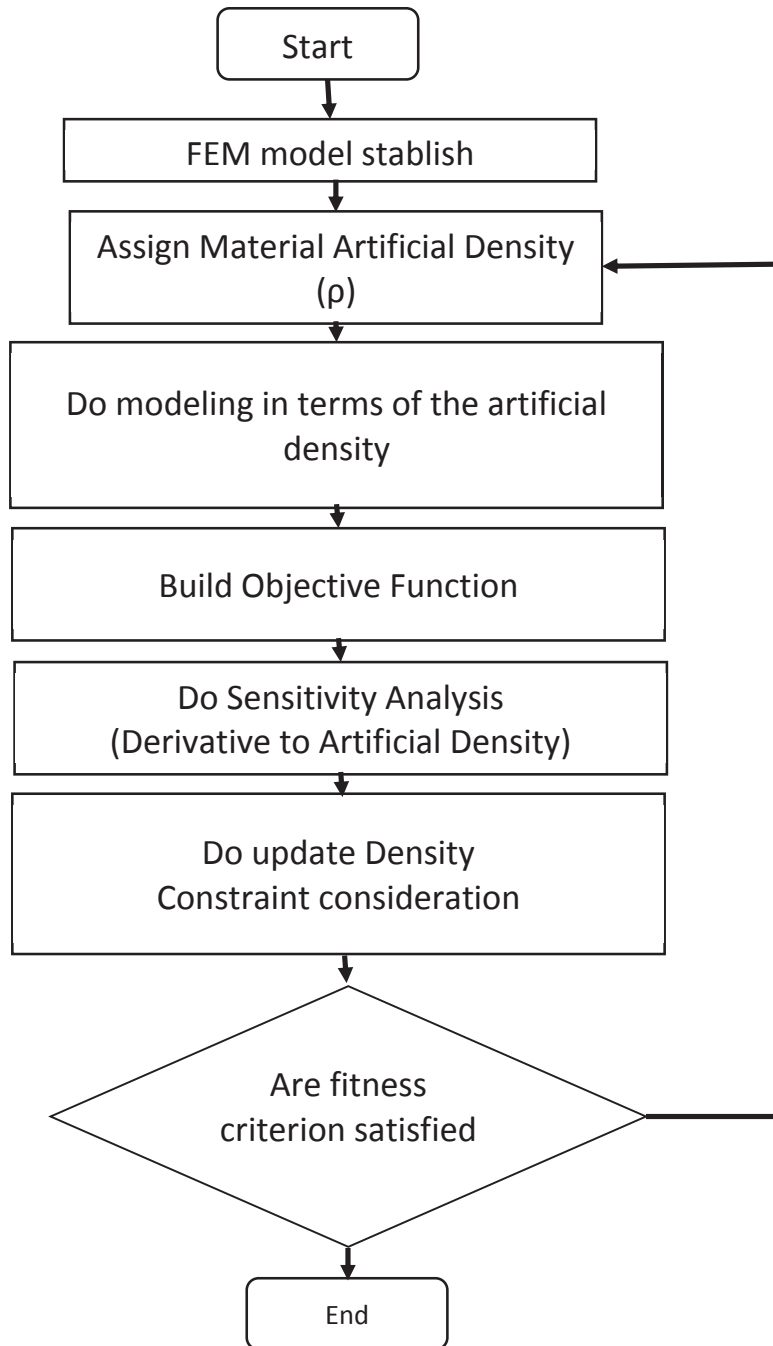 Start
FEM model stablish
Assign Material Artificial Density
(ρ)
Do modeling in terms of the artificial
density
Build Objective Function
Do Sensitivity Analysis
(Derivative to Artificial Density)
Do update Density
Constraint consideration
Are fitness
criterion satisfied
End